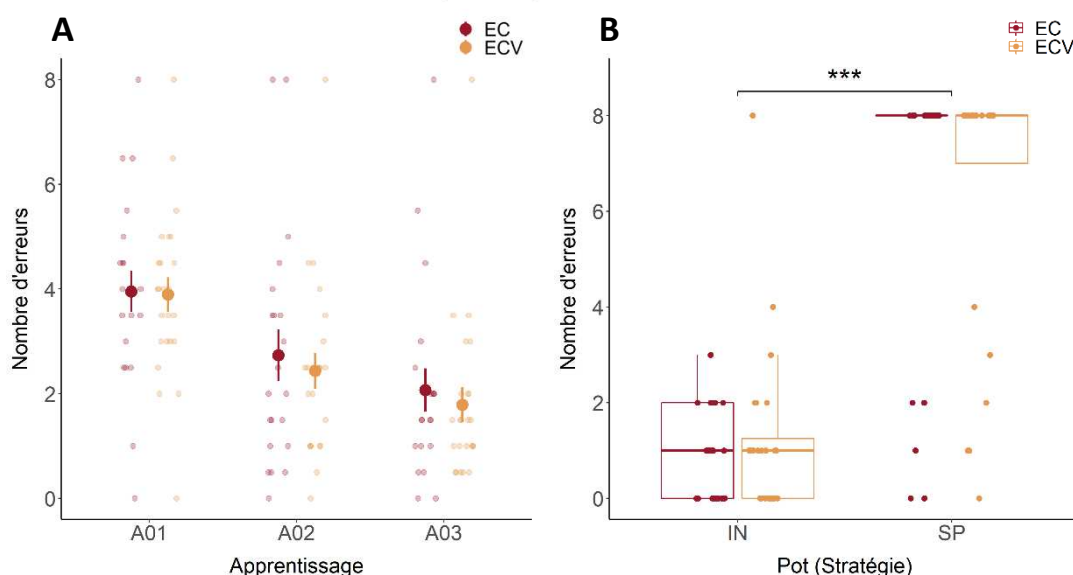 A
EC
ECV
Nombre d'erreurs
8
6
4
2
0
A01 A02 A03
Apprentissage
B
EC
ECV
***
Nombre d'erreurs
8
6
4
2
0
IN SP
Pot (Stratégie)